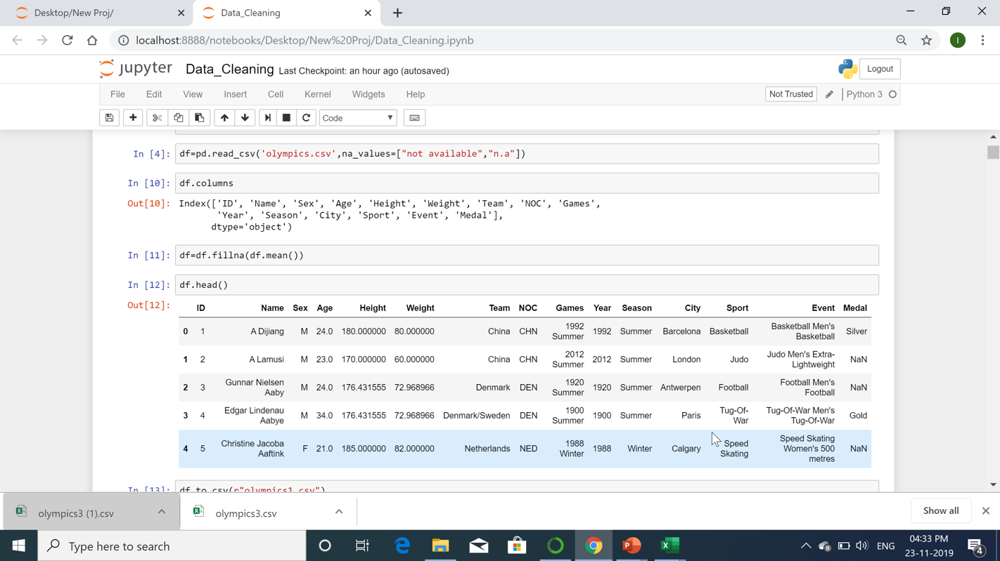 Desktop/New Proj/
Data_Cleaning
localhost:8888/notebooks/Desktop/New%20Proj/Data_Cleaning.ipynb
I
jupyter Data_Cleaning Last Checkpoint: an hour ago (autosaved)
Logout
File Edit View Insert Cell Kernel Widgets Help
Not Trusted
Python 3
Code
In [4]: df=pd.read_csv('olympics.csv',na_values=["not available","n.a"])
In [10]: df.columns
Out[10]: Index(['ID', 'Name', 'Sex', 'Age', 'Height', 'Weight', 'Team', 'NOC', 'Games',
'Year', 'Season', 'City', 'Sport', 'Event', 'Medal'],
dtype='object')
In [11]: df=df.fillna(df.mean())
In [12]: df.head()
Out[12]:
ID Name Sex Age Height Weight Team NOC Games Year Season City Sport Event Medal
0 1 A Dijiang M 24.0 180.000000 80.000000 China CHN 1992 Summer 1992 Summer Barcelona Basketball Basketball Men's Basketball Silver
1 2 A Lamusi M 23.0 170.000000 60.000000 China CHN 2012 Summer 2012 Summer London Judo Judo Men's Extra-Lightweight NaN
2 3 Gunnar Nielsen Aaby M 24.0 176.431555 72.968966 Denmark DEN 1920 Summer 1920 Summer Antwerpen Football Football Men's Football NaN
3 4 Edgar Lindenau Aabye M 34.0 176.431555 72.968966 Denmark/Sweden DEN 1900 Summer 1900 Summer Paris Tug-Of-War Tug-Of-War Men's Tug-Of-War Gold
4 5 Christine Jacoba Aaftink F 21.0 185.000000 82.000000 Netherlands NED 1988 Winter 1988 Winter Calgary Speed Skating Speed Skating Women's 500 metres NaN
In [13]: df.to_csv(r"olympics1.csv")
olympics3 (1).csv
olympics3.csv
Show all
Type here to search
ENG
04:33 PM
23-11-2019
4